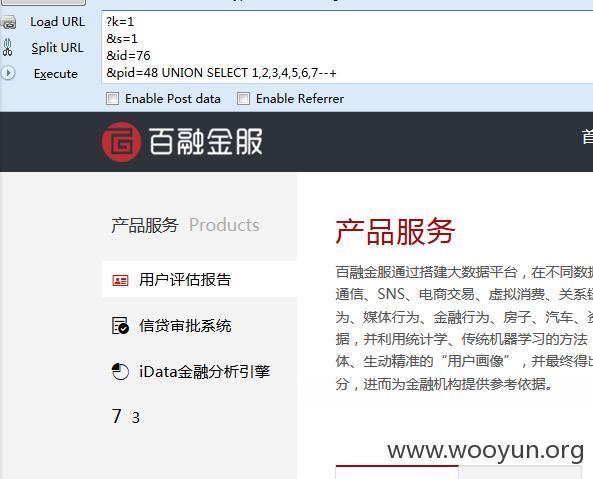 Load URL
Split URL
Execute
?k=1
&s=1
&id=76
&pid=48 UNION SELECT 1,2,3,4,5,6,7--+
Enable Post data
Enable Referrer
百融金服
首
产品服务 Products
用户评估报告
信贷审批系统
iData金融分析引擎
7 3
产品服务
百融金服通过搭建大数据平台，在不同数据
通信、SNS、电商交易、虚拟消费、关系链
为、媒体行为、金融行为、房子、汽车、资
据，并利用统计学、传统机器学习的方法
体、生动精准的“用户画像”，并最终得出
分，进而为金融机构提供参考依据。
www.wooyun.org